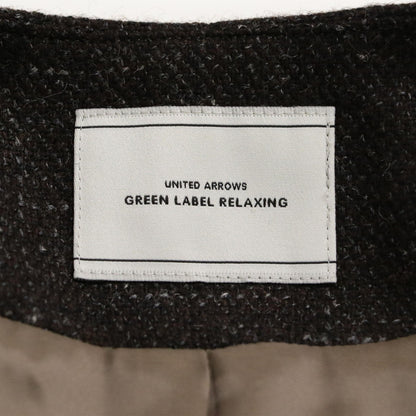 UNITED ARROWS
GREEN LABEL RELAXING